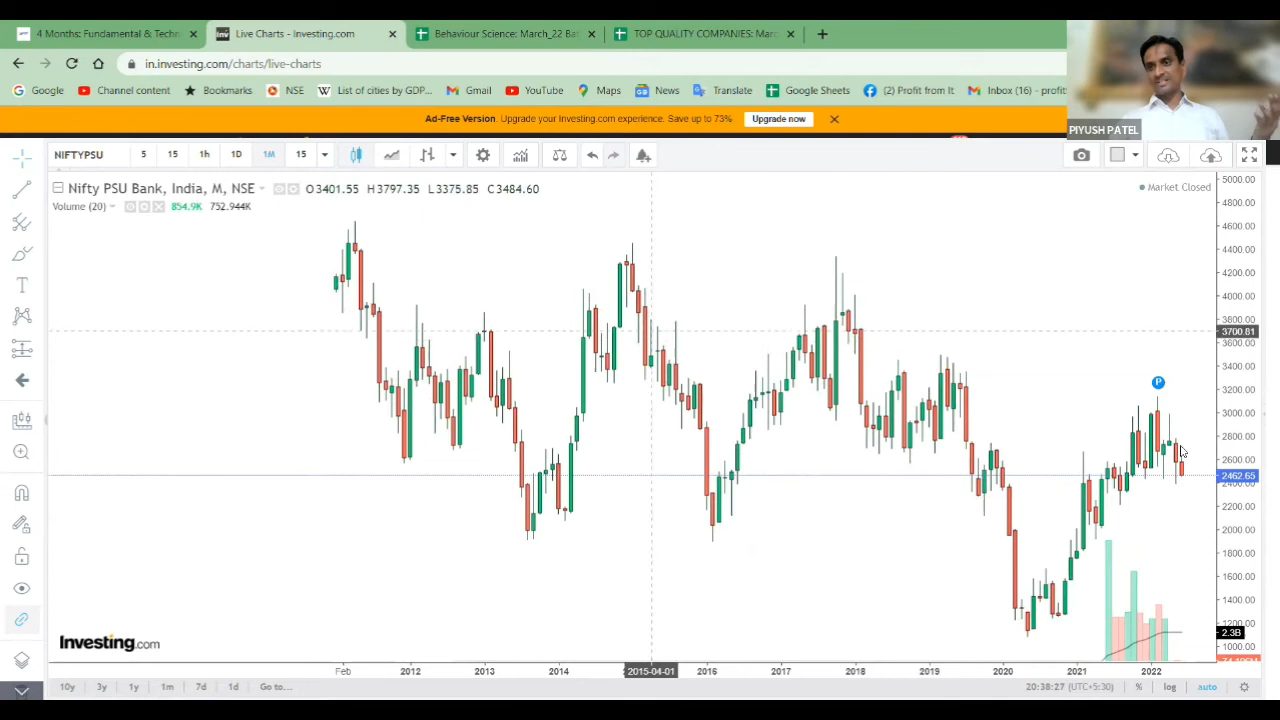 4 Months: Fundamental & Techn
Live Charts - Investing.com
Behaviour Science: March_22 Bat
TOP QUALITY COMPANIES: Mar
in.investing.com/charts/live-charts
Google
Channel content
Bookmarks
NSE
List of cities by GDP...
Gmail
YouTube
Maps
News
Translate
Google Sheets
(2) Profit from It
Inbox (16) - profit
PIYUSH PATEL
Ad-Free Version. Upgrade your Investing.com experience. Save up to 73%
Upgrade now
NIFTYPSU
5
15
1h
1D
1M
15
Nifty PSU Bank, India, M, NSE
O3401.55 H3797.35 L3375.85 C3484.60
Market Closed
Volume (20)
854.9K 752.944K
5000.00
4800.00
4600.00
4400.00
4200.00
4000.00
3800.00
3700.81
3600.00
3400.00
3200.00
3000.00
2800.00
2600.00
2462.65
2400.00
2200.00
2000.00
1800.00
1600.00
1400.00
1200.00
2.3B
1000.00
P
Investing.com
Feb
2012
2013
2014
2015-04-01
2016
2017
2018
2019
2020
2021
2022
10y
3y
1y
1m
7d
1d
Go to...
20:38:27 (UTC+5:30)
%
log
auto